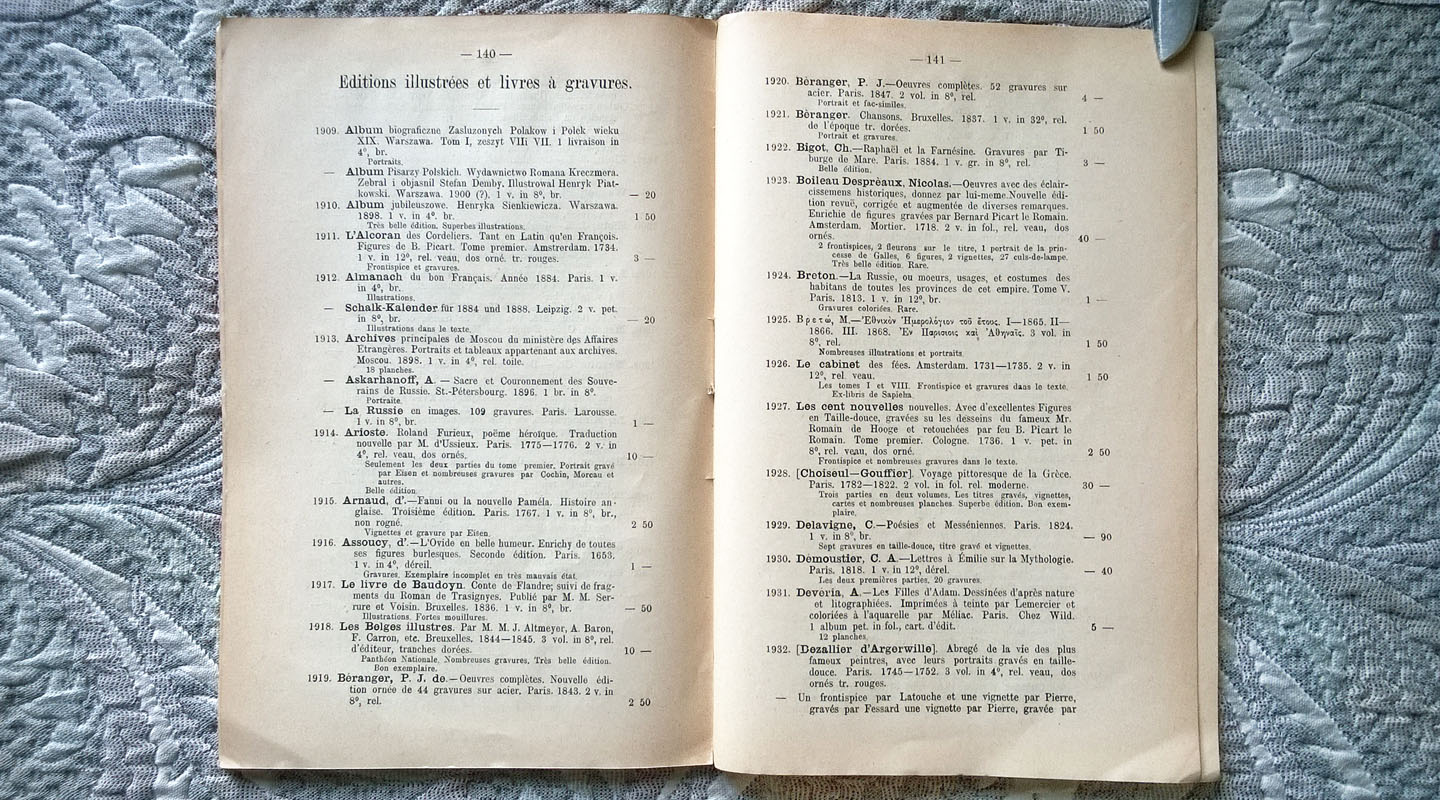 — 140 —
Editions illustrées et livres à gravures.
1909. Album biograficzne Zasluzonych Polakow i Polek wieku
XIX. Warszawa. Tom I, zeszyt VIIi VII. 1 livraison in
4⁰, br.
Portraits.
— Album Pisarzy Polskich. Wydawnictwo Romana Kreczmera.
Zebral i objasnil Stefan Demby. Illustrowal Henryk Piat-
kowski. Warszawa. 1900 (?). 1 v. in 8⁰, br. — 20
1910. Album jubileuszowe. Henryka Sienkiewicza. Warszawa.
1898. 1 v. in 4⁰. br. 1 50
Très belle édition. Superbes illustrations.
1911. L'Alcoran des Cordeliers. Tant en Latin qu'en François.
Figures de B. Picart. Tome premier. Amsterdam. 1734.
1 v. in 12⁰, rel. veau, dos orné. tr. rouges. 3 —
Frontispice et gravures.
1912. Almanach du bon Français. Année 1884. Paris. 1 v.
in 4⁰, br.
Illustrations.
— Schalk-Kalender für 1884 und 1888. Leipzig. 2 v. pet.
in 8⁰, br. — 20
Illustrations dans le texte.
1913. Archives principales de Moscou du ministère des Affaires
Etrangères. Portraits et tableaux appartenant aux archives.
Moscou. 1898. 1 v. in 4⁰, rel. toile.
18 planches.
— Askarhanoff, A. — Sacre et Couronnement des Souve-
rains de Russie. St.-Pétersbourg. 1896. 1 br. in 8⁰.
Portraits.
— La Russie en images. 109 gravures. Paris. Larousse.
1 v. in 8⁰, br. 1 —
1914. Arioste. Roland Furieux, poëme héroïque. Traduction
nouvelle par M. d'Ussieux. Paris. 1775—1776. 2 v. in
4⁰, rel. veau, dos ornés. 10 —
Seulement les deux parties du tome premier. Portrait gravé
par Eisen et nombreuses gravures par Cochin, Moreau et
autres.
Belle édition.
1915. Arnaud, d'.—Fanni ou la nouvelle Paméla. Histoire an-
glaise. Troisième édition. Paris. 1767. 1 v. in 8⁰, br.,
non rogné. 2 50
Vignettes et gravure par Eisen.
1916. Assoucy, d'.—L'Ovide en belle humeur. Enrichy de toutes
ses figures burlesques. Seconde édition. Paris. 1653.
1 v. in 4⁰, déreil. 1 —
Gravures. Exemplaire incomplet en très mauvais état.
1917. Le livre de Baudoyn. Conte de Flandre; suivi de frag-
ments du Roman de Trasignyes. Publié par M. M. Ser-
rure et Voisin. Bruxelles. 1836. 1 v. in 8⁰, br. — 50
Illustrations. Fortes mouillures.
1918. Les Belges illustres. Par M. M. J. Altmeyer, A. Baron,
F. Carron, etc. Breuxelles. 1844—1845. 3 vol. in 8⁰, rel.
d'éditeur, tranches dorées. 10 —
Panthéon Nationale. Nombreuses gravures. Très belle édition.
Bon exemplaire.
1919. Béranger, P. J. de.—Oeuvres complètes. Nouvelle édi-
tion ornée de 44 gravures sur acier. Paris. 1843. 2 v. in
8⁰, rel. 2 50
— 141 —
1920. Béranger, P. J.—Oeuvres complètes. 52 gravures sur
acier. Paris. 1847. 2 vol. in 8⁰, rel. 4 —
Portrait et fac-similes.
1921. Béranger. Chansons. Bruxelles. 1837. 1 v. in 32⁰, rel.
de l'époque tr. dorées. 1 50
Portrait et gravures.
1922. Bigot, Ch.—Raphaël et la Farnésine. Gravures par Ti-
burge de Mare. Paris. 1884. 1 v. gr. in 8⁰, rel. 3 —
Belle édition.
1923. Boileau Desprèaux, Nicolas.—Oeuvres avec des éclair-
cissemens historiques, donnez par lui-meme. Nouvelle édi-
tion revuë, corrigée et augmentée de diverses remarques.
Enrichie de figures gravées par Bernard Picart le Romain.
Amsterdam. Mortier. 1718. 2 v. in fol., rel. veau, dos
ornés. 40 —
2 frontispices, 2 fleurons sur le titre, 1 portrait de la prin-
cesse de Galles, 6 figures, 2 vignettes, 27 culs-de-lampe.
Très belle édition. Rare.
1924. Breton.—La Russie, ou moeurs, usages, et costumes des
habitans de toutes les provinces de cet empire. Tome V.
Paris. 1813. 1 v. in 12⁰, br. 1 —
Gravures coloriées. Rare.
1925. Βρετώ, M.—Ἐθνικὸν Ἡμερολόγιον τοῦ ἔτους. I—1865. II—
1866. III. 1868. Ἐν Παρισιοις καὶ Ἀθηναῖς. 3 vol. in
8⁰, rel. 1 50
Nombreuses illustrations et portraits.
1926. Le cabinet des fées. Amsterdam. 1731—1735. 2 v. in
12⁰, rel. veau. 1 50
Les tomes I et VIII. Frontispice et gravures dans le texte.
Ex-libris de Sapieha.
1927. Les cent nouvelles nouvelles. Avec d'excellentes Figures
en Taille-douce, gravées su les desseins du fameux Mr.
Romain de Hooge et retouchées par feu B. Picart le
Romain. Tome premier. Cologne. 1736. 1 v. pet. in
8⁰, rel. veau, dos orné. 2 50
Frontispice et nombreuses gravures dans le texte.
1928. [Choiseul—Gouffier]. Voyage pittoresque de la Grèce.
Paris. 1782—1822. 2 vol. in fol. rel. moderne. 30 —
Trois parties en deux volumes. Les titres gravés, vignettes,
cartes et nombreuses planches. Superbe édition. Bon exem-
plaire.
1929. Delavigne, C.—Poésies et Messéniennes. Paris. 1824.
1 v. in 8⁰, br. — 90
Sept gravures en taille-douce, titre gravé et vignettes.
1930. Démoustier, C. A.—Lettres à Émilie sur la Mythologie.
Paris. 1818. 1 v. in 12⁰, dérel. — 40
Les deux premières parties. 20 gravures.
1931. Deveria, A.—Les Filles d'Adam. Dessinées d'après nature
et litographiées. Imprimées à teinte par Lemercier et
coloriées à l'aquarelle par Méliac. Paris. Chez Wild.
1 album pet. in fol., cart. d'édit. 5 —
12 planches.
1932. [Dezallier d'Argerwille]. Abregé de la vie des plus
fameux peintres, avec leurs portraits gravés en taille-
douce. Paris. 1745—1752. 3 vol. in 4⁰, rel. veau, dos
ornés tr. rouges.
— Un frontispice par Latouche et une vignette par Pierre,
gravés par Fessard une vignette par Pierre, gravée par